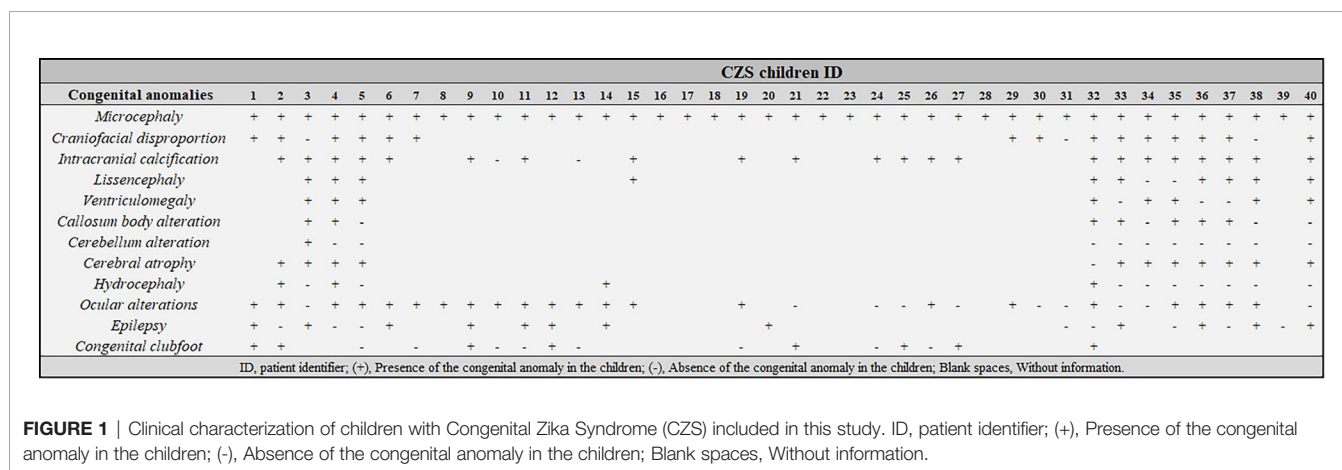 CZS children ID
Congenital anomalies 1 2 3 4 5 6 7 8 9 10 11 12 13 14 15 16 17 18 19 20 21 22 23 24 25 26 27 28 29 30 31 32 33 34 35 36 37 38 39 40
Microcephaly + + + + + + + + + + + + + + + + + + + + + + + + + + + + + + + + + + + + + + + +
Craniofacial disproportion + + - + + + + + + - + + + + + + - +
Intracranial calcification + + + + + + - + - + + + + + + + + + + + + + + +
Lissencephaly + + + + + + - - + + + +
Ventriculomegaly + + + + - + + - - + +
Callosum body alteration + + - + + - + + + - -
Cerebellum alteration + - - - - - - - - - -
Cerebral atrophy + + + + - + + + + + + +
Hydrocephaly + - + - + + - - - - - - -
Ocular alterations + + - + + + + + + + + + + + + + - - - + - + - - + - - + + + + -
Epilepsy + - + - - + + + + + + - - + - + - + - +
Congenital clubfoot + + - - + - - + - - + - + - + +
ID, patient identifier; (+), Presence of the congenital anomaly in the children; (-), Absence of the congenital anomaly in the children; Blank spaces, Without information.
FIGURE 1 | Clinical characterization of children with Congenital Zika Syndrome (CZS) included in this study. ID, patient identifier; (+), Presence of the congenital
anomaly in the children; (-), Absence of the congenital anomaly in the children; Blank spaces, Without information.